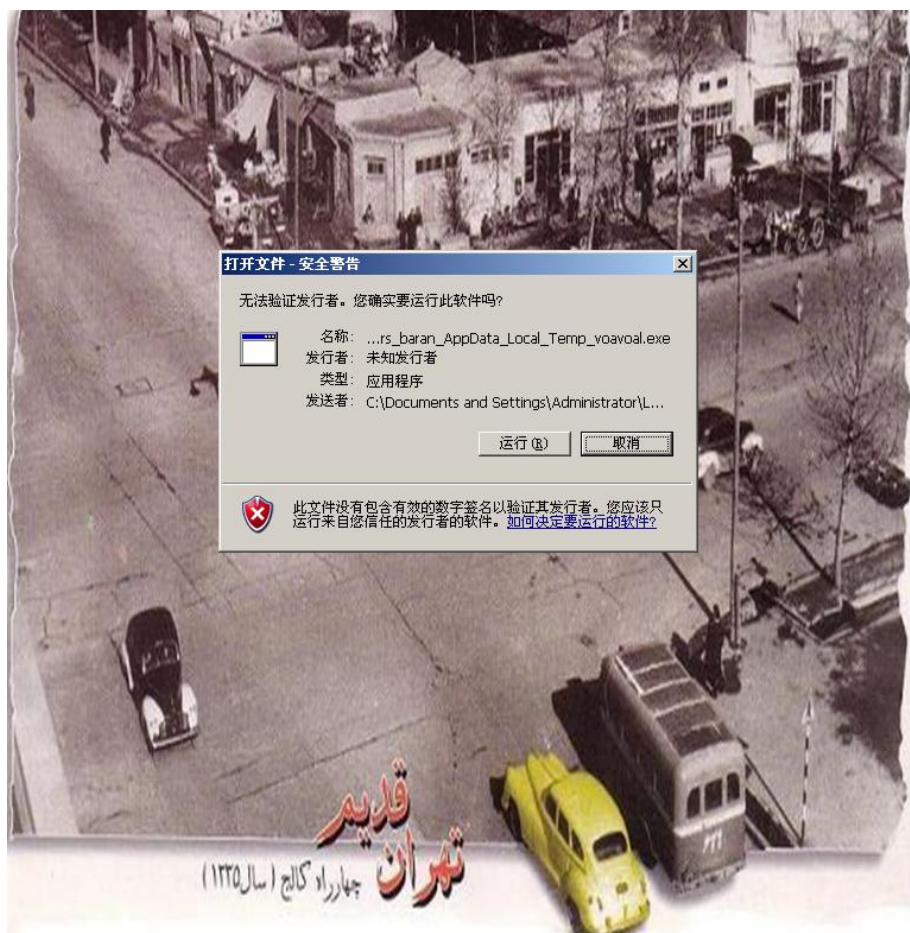 打开文件 - 安全警告
无法验证发行者。您确实要运行此软件吗?
名称: ...rs_baran_AppData_Local_Temp_voavoal.exe
发行者: 未知发行者
类型: 应用程序
发送者: C:\Documents and Settings\Administrator\L...
运行(R) 取消
此文件没有包含有效的数字签名以验证其发行者。您应该只
运行来自您信任的发行者的软件。如何决定要运行的软件?
قدیم
تهران
چهارراه کالج (سال ۱۳۳۵)